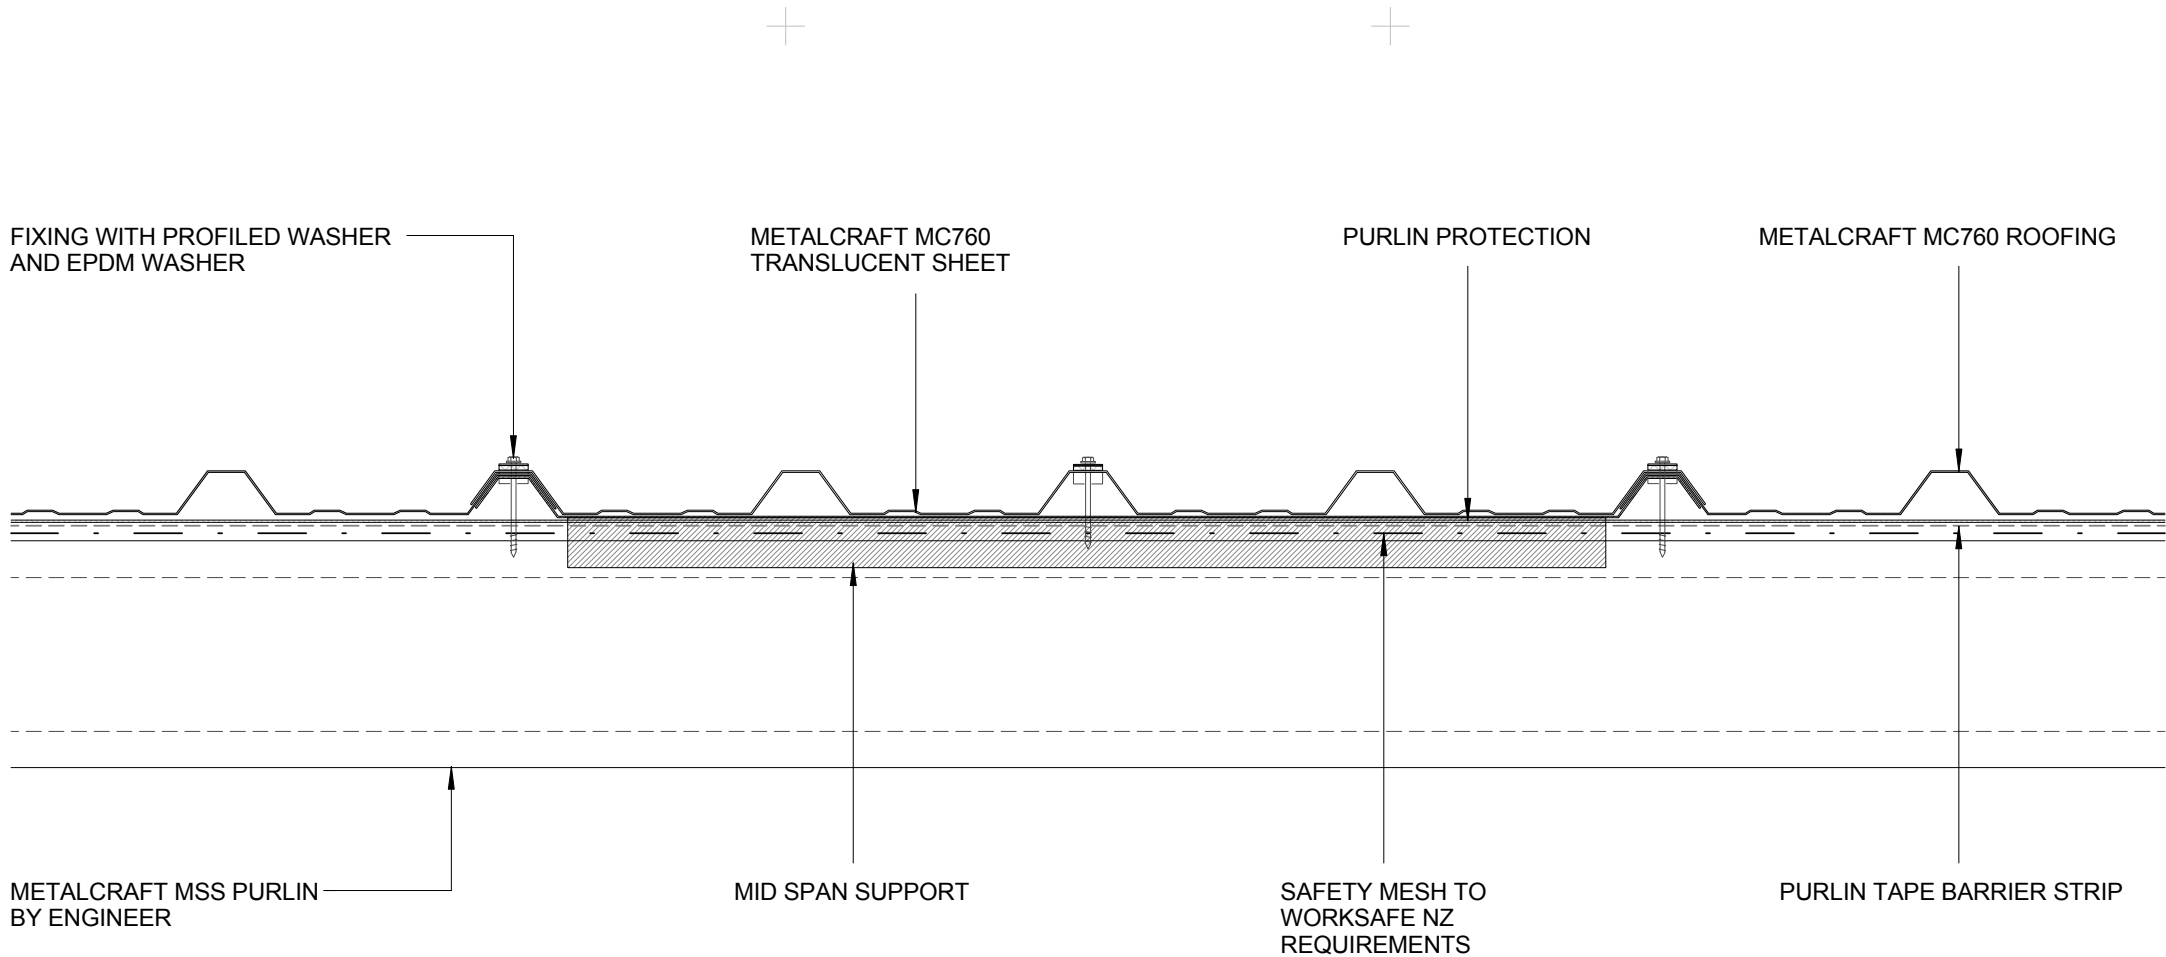 FIXING WITH PROFILED WASHER
AND EPDM WASHER
METALCRAFT MC760
TRANSLUCENT SHEET
PURLIN PROTECTION
METALCRAFT MC760 ROOFING
METALCRAFT MSS PURLIN
BY ENGINEER
MID SPAN SUPPORT
SAFETY MESH TO
WORKSAFE NZ
REQUIREMENTS
PURLIN TAPE BARRIER STRIP